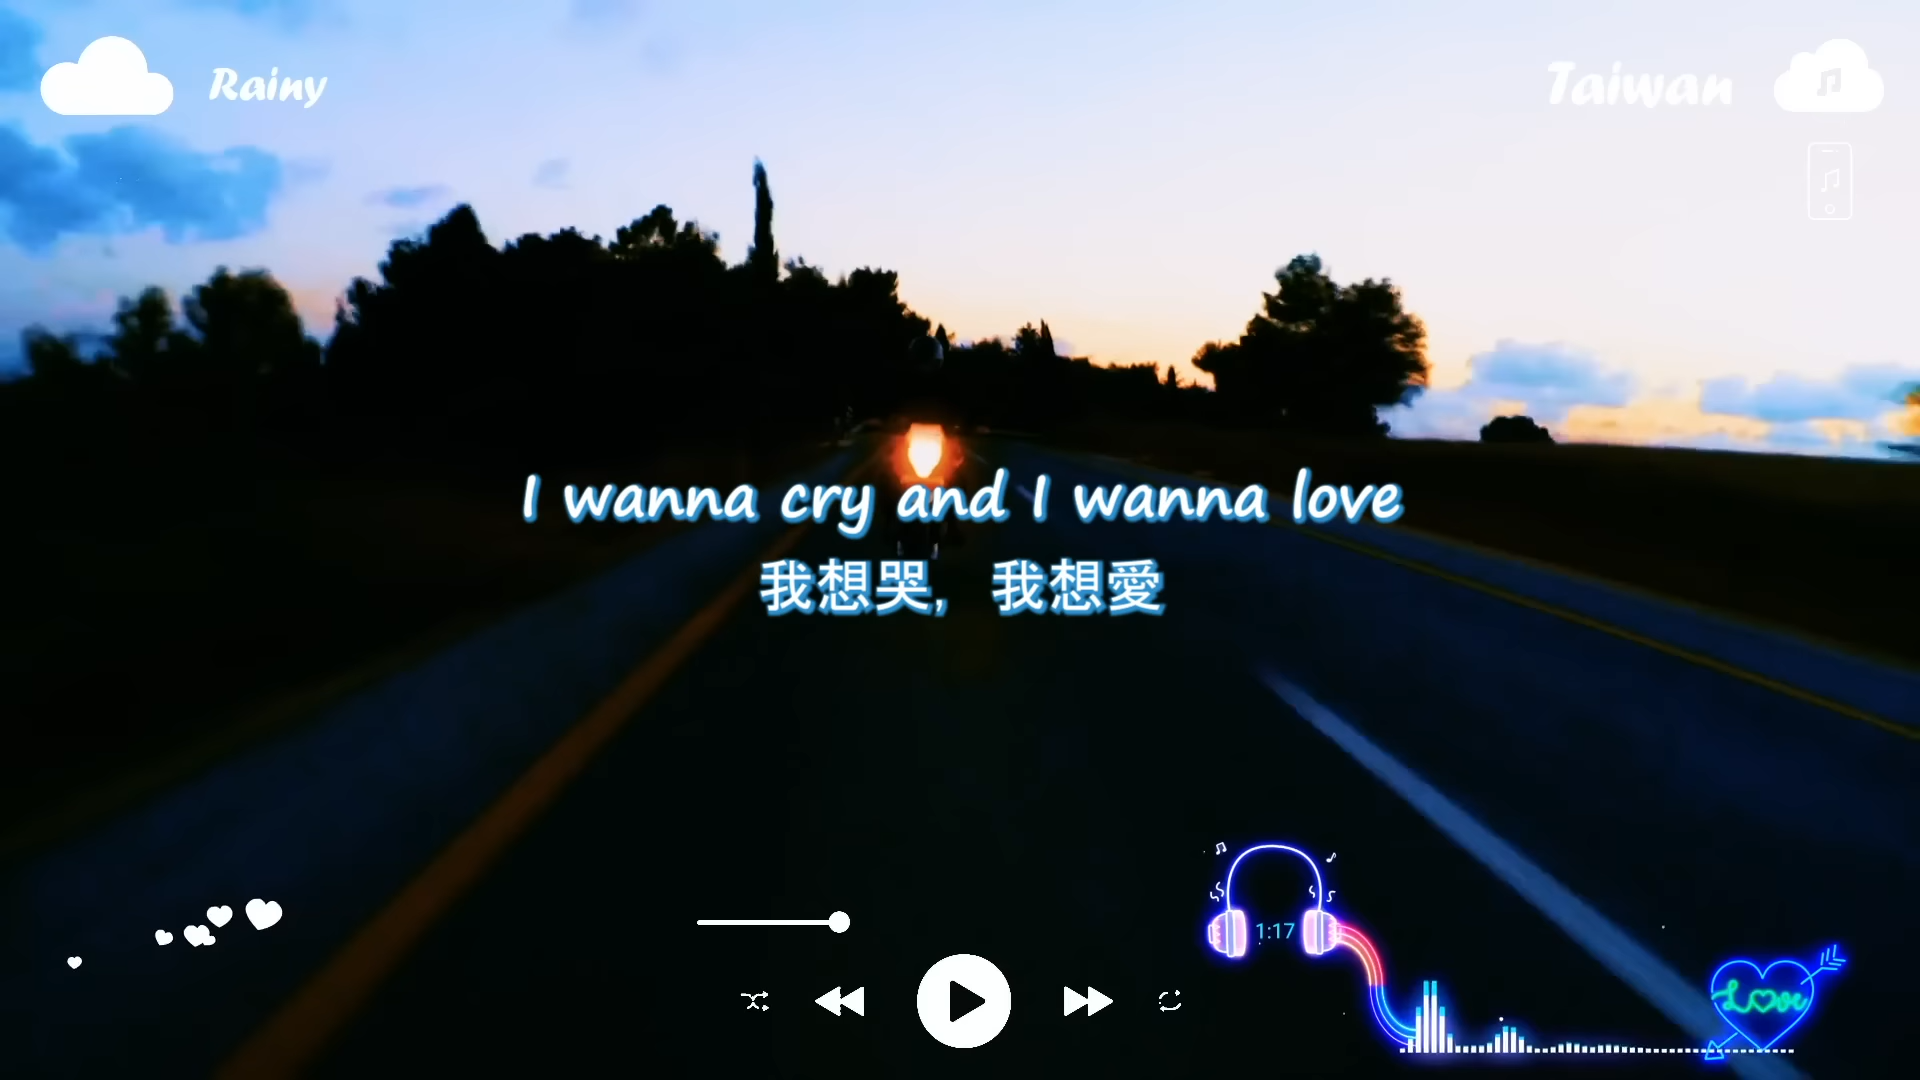 Rainy
Taiwan
I wanna cry and I wanna love
我想哭, 我想愛
1:17
Love